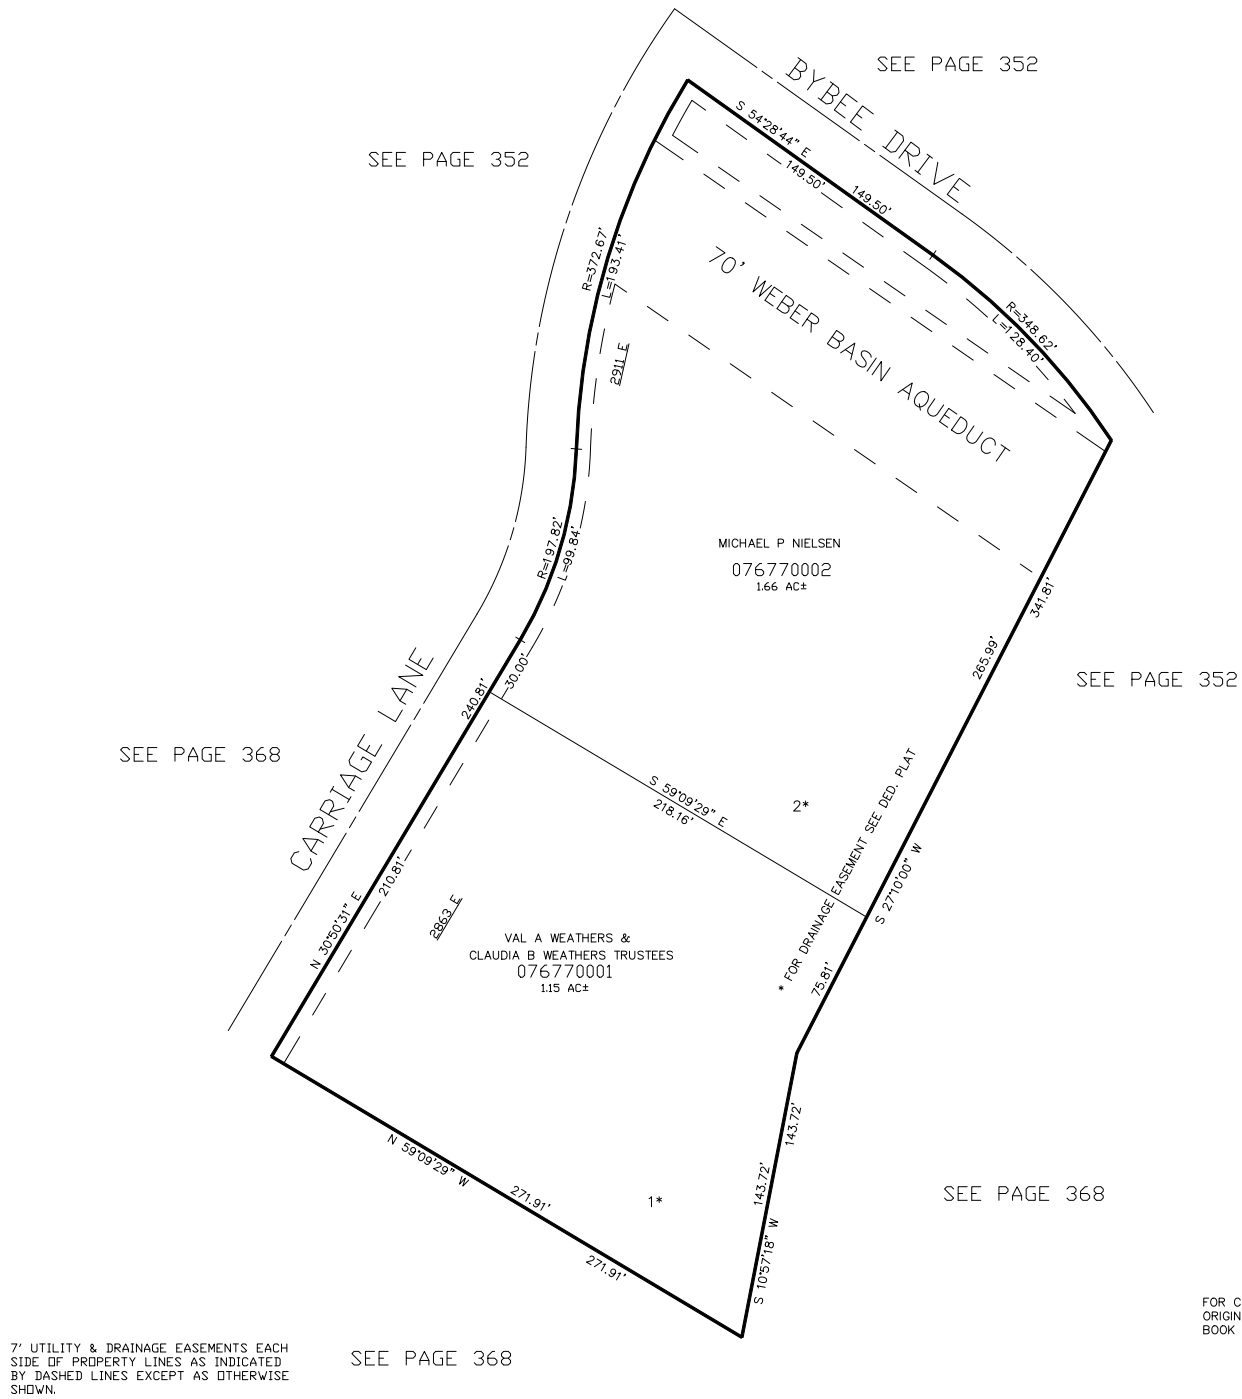 SEE PAGE 352
BYBEE DRIVE
SEE PAGE 352
S 54°28'44" E
149.50'
149.50'
R=372.67'
L=193.41'
70' WEBER BASIN AQUEDUCT
R=348.62'
L=128.40'
2911 E
MICHAEL P NIELSEN
076770002
1.66 AC±
R=197.82'
L=99.84'
341.81'
265.99'
SEE PAGE 352
30.00'
240.81'
CARRIAGE LANE
SEE PAGE 368
S 59°09'29" E
218.16'
2*
* FOR DRAINAGE EASEMENT SEE DED. PLAT
S 27°10'00" W
210.81'
N 30°50'31" E
2863 E
VAL A WEATHERS &
CLAUDIA B WEATHERS TRUSTEES
076770001
1.15 AC±
75.81'
143.72'
143.72'
S 10°57'18" W
N 59°09'29" W
271.91'
271.91'
1*
SEE PAGE 368
FOR C
ORIGIN
BOOK
7' UTILITY & DRAINAGE EASEMENTS EACH
SIDE OF PROPERTY LINES AS INDICATED
BY DASHED LINES EXCEPT AS OTHERWISE
SHOWN.
SEE PAGE 368